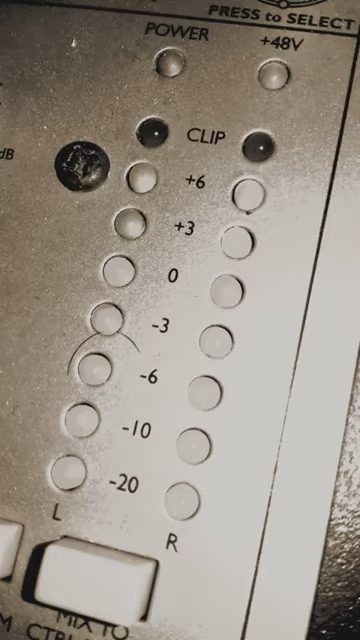 PRESS to SELECT
POWER +48V
dB
CLIP
+6
+3
0
-3
-6
-10
-20
L
R
MIX TO